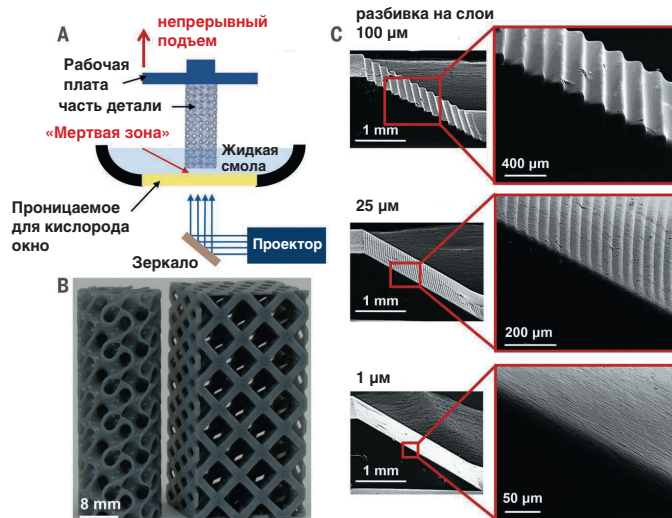 A
непрерывный
подъем
Рабочая
плата
часть детали
«Мертвая зона»
Жидкая
смола
Проницаемое
для кислорода
окно
Проектор
Зеркало
B
8 mm
C
разбивка на слои
100 µm
1 mm
400 µm
25 µm
1 mm
200 µm
1 µm
1 mm
50 µm